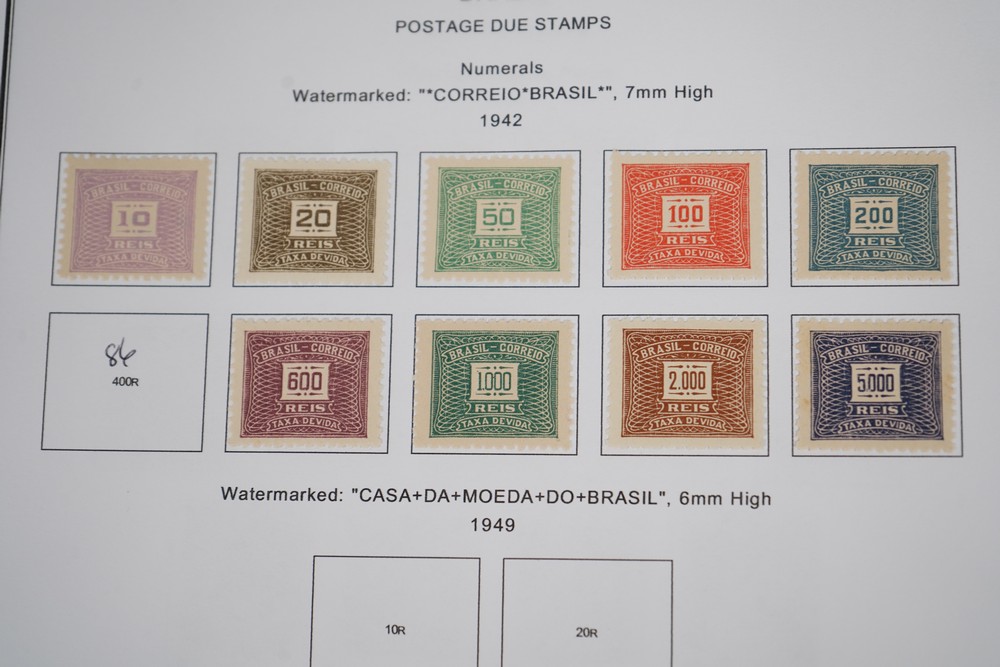 POSTAGE DUE STAMPS
Numerals
Watermarked: "*CORREIO*BRASIL*", 7mm High
1942
BRASIL - CORREIO
10
REIS
TAXA DEVIDA
BRASIL - CORREIO
20
REIS
TAXA DEVIDA
BRASIL - CORREIO
50
REIS
TAXA DEVIDA
BRASIL - CORREIO
100
REIS
TAXA DEVIDA
BRASIL - CORREIO
200
REIS
TAXA DEVIDA
86
400R
BRASIL - CORREIO
600
REIS
TAXA DEVIDA
BRASIL - CORREIO
1.000
REIS
TAXA DEVIDA
BRASIL - CORREIO
2.000
REIS
TAXA DEVIDA
BRASIL - CORREIO
5.000
REIS
TAXA DEVIDA
Watermarked: "CASA+DA+MOEDA+DO+BRASIL", 6mm High
1949
10R
20R